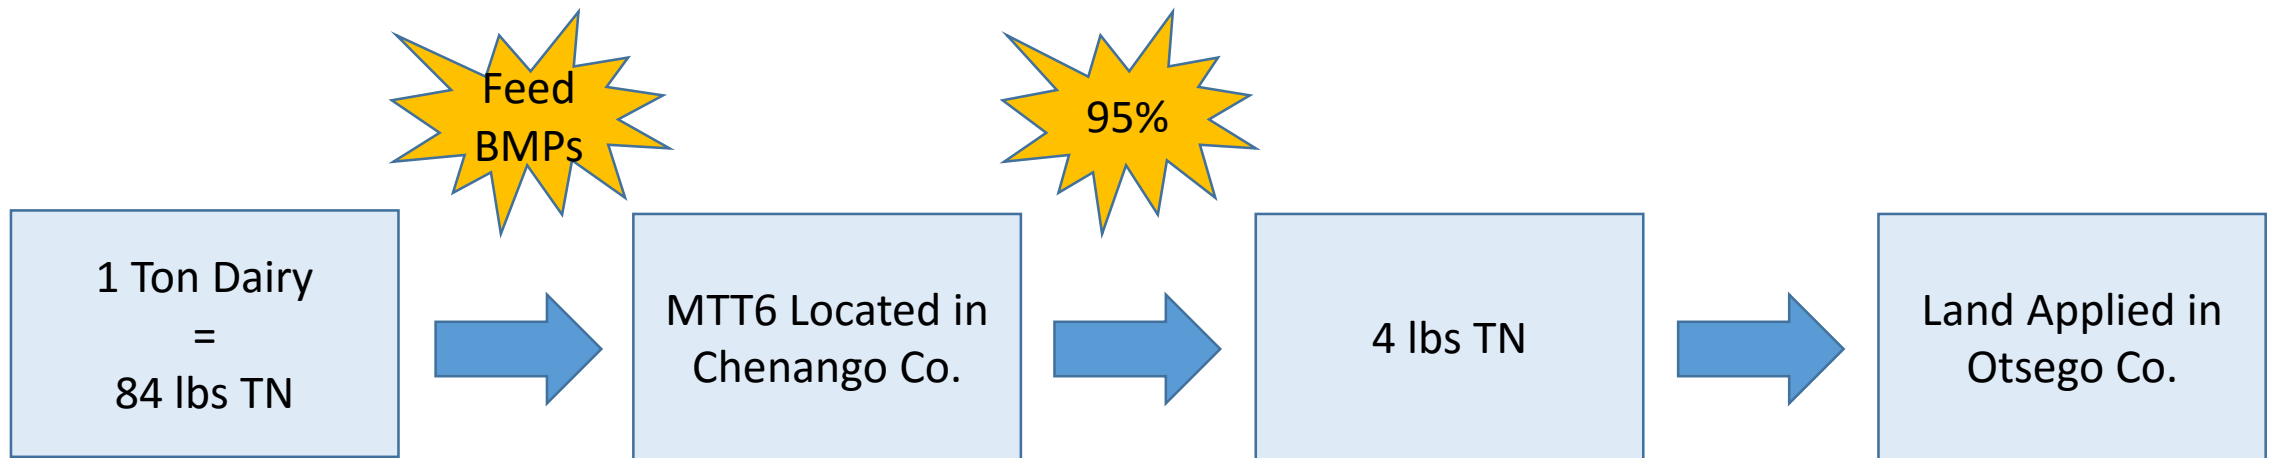 Feed
BMPs
95%
1 Ton Dairy
=
84 lbs TN
MTT6 Located in
Chenango Co.
4 lbs TN
Land Applied in
Otsego Co.